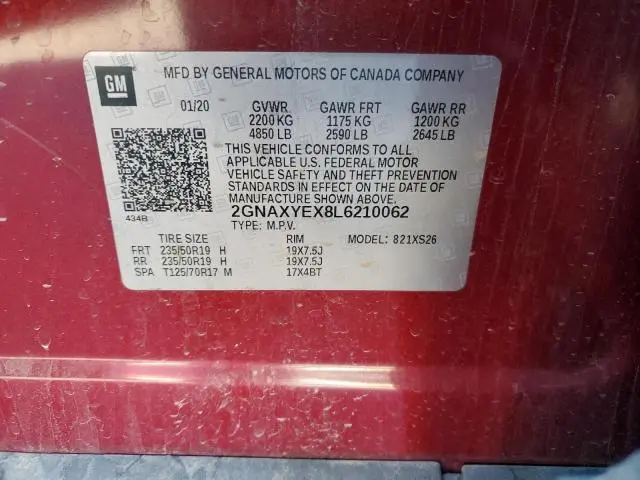 GM
MFD BY GENERAL MOTORS OF CANADA COMPANY
01/20 GVWR GAWR FRT GAWR RR
2200 KG 1175 KG 1200 KG
4850 LB 2590 LB 2645 LB
THIS VEHICLE CONFORMS TO ALL
APPLICABLE U.S. FEDERAL MOTOR
VEHICLE SAFETY AND THEFT PREVENTION
STANDARDS IN EFFECT ON THE DATE OF
MANUFACTURE SHOWN ABOVE.
434B
2GNAXYEX8L6210062
TYPE: M.P.V.
TIRE SIZE RIM MODEL: 821XS26
FRT 235/50R19 H 19X7.5J
RR 235/50R19 H 19X7.5J
SPA T125/70R17 M 17X4BT